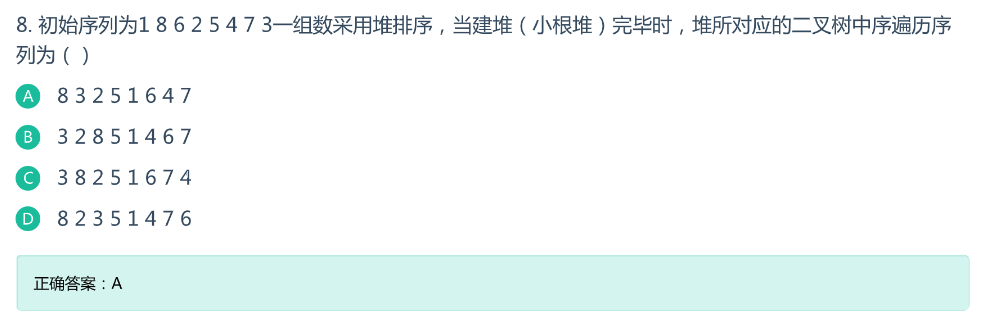 8. 初始序列为1 8 6 2 5 4 7 3一组数采用堆排序，当建堆（小根堆）完毕时，堆所对应的二叉树中序遍历序
列为（ ）
A 8 3 2 5 1 6 4 7
B 3 2 8 5 1 4 6 7
C 3 8 2 5 1 6 7 4
D 8 2 3 5 1 4 7 6
正确答案：A